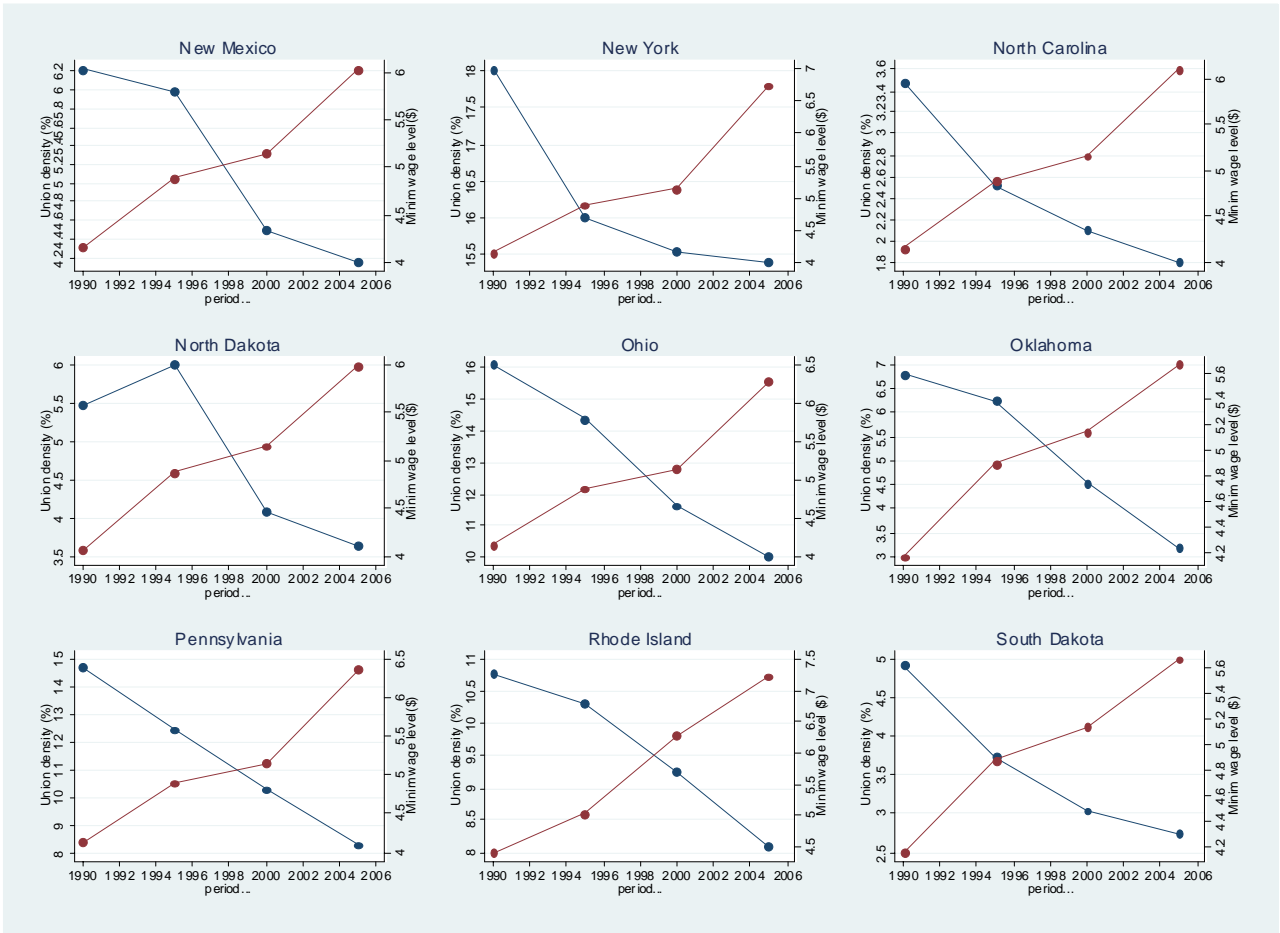 New Mexico
Union density (%)
4.2 4.4 4.6 4.8 5 5.2 5.4 5.6 5.8 6 6.2
Minimum wage level ($)
4 4.5 5 5.5 6
1990 1992 1994 1996 1998 2000 2002 2004 2006
period...
New York
Union density (%)
15.5 16 16.5 17 17.5 18
Minimum wage level ($)
4 4.5 5 5.5 6 6.5 7
1990 1992 1994 1996 1998 2000 2002 2004 2006
period...
North Carolina
Union density (%)
1.8 2 2.2 2.4 2.6 2.8 3 3.2 3.4 3.6
Minimum wage level ($)
4 4.5 5 5.5 6
1990 1992 1994 1996 1998 2000 2002 2004 2006
period...
North Dakota
Union density (%)
3.5 4 4.5 5 5.5 6
Minimum wage level ($)
4 4.5 5 5.5 6
1990 1992 1994 1996 1998 2000 2002 2004 2006
period...
Ohio
Union density (%)
10 11 12 13 14 15 16
Minimum wage level ($)
4 4.5 5 5.5 6 6.5
1990 1992 1994 1996 1998 2000 2002 2004 2006
period...
Oklahoma
Union density (%)
3 3.5 4 4.5 5 5.5 6 6.5 7
Minimum wage level ($)
4.2 4.4 4.6 4.8 5 5.2 5.4 5.6
1990 1992 1994 1996 1998 2000 2002 2004 2006
period...
Pennsylvania
Union density (%)
8 9 10 11 12 13 14 15
Minimum wage level ($)
4 4.5 5 5.5 6 6.5
1990 1992 1994 1996 1998 2000 2002 2004 2006
period...
Rhode Island
Union density (%)
8 8.5 9 9.5 10 10.5 11
Minimum wage level ($)
4.5 5 5.5 6 6.5 7 7.5
1990 1992 1994 1996 1998 2000 2002 2004 2006
period...
South Dakota
Union density (%)
2.5 3 3.5 4 4.5 5
Minimum wage level ($)
4.2 4.4 4.6 4.8 5 5.2 5.4 5.6
1990 1992 1994 1996 1998 2000 2002 2004 2006
period...